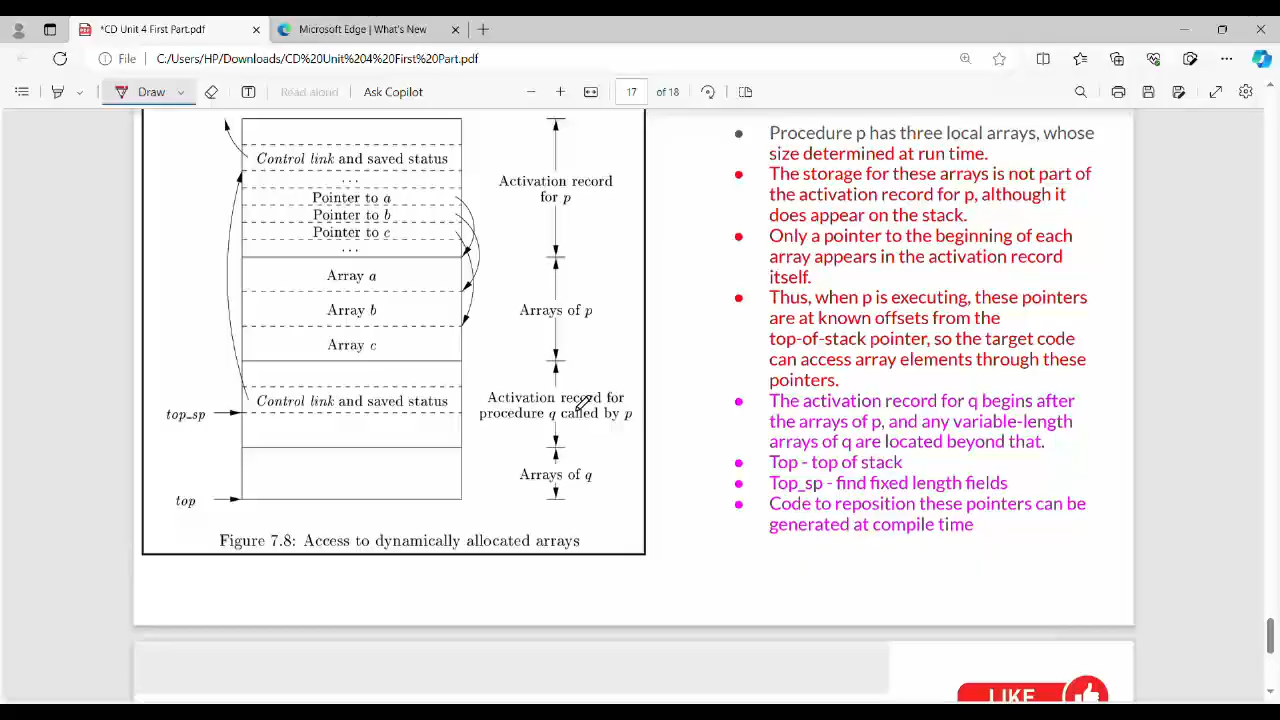 *CD Unit 4 First Part.pdf
Microsoft Edge | What's New
File
C:/Users/HP/Downloads/CD%20Unit%204%20First%20Part.pdf
Draw
Read aloud
Ask Copilot
17
of 18
Control link and saved status
...
Pointer to a
Pointer to b
Pointer to c
...
Array a
Array b
Array c
Control link and saved status
top_sp
top
Activation record
for p
Arrays of p
Activation record for
procedure q called by p
Arrays of q
Figure 7.8: Access to dynamically allocated arrays
• Procedure p has three local arrays, whose
size determined at run time.
• The storage for these arrays is not part of
the activation record for p, although it
does appear on the stack.
• Only a pointer to the beginning of each
array appears in the activation record
itself.
• Thus, when p is executing, these pointers
are at known offsets from the
top-of-stack pointer, so the target code
can access array elements through these
pointers.
• The activation record for q begins after
the arrays of p, and any variable-length
arrays of q are located beyond that.
• Top - top of stack
• Top_sp - find fixed length fields
• Code to reposition these pointers can be
generated at compile time
LIKE